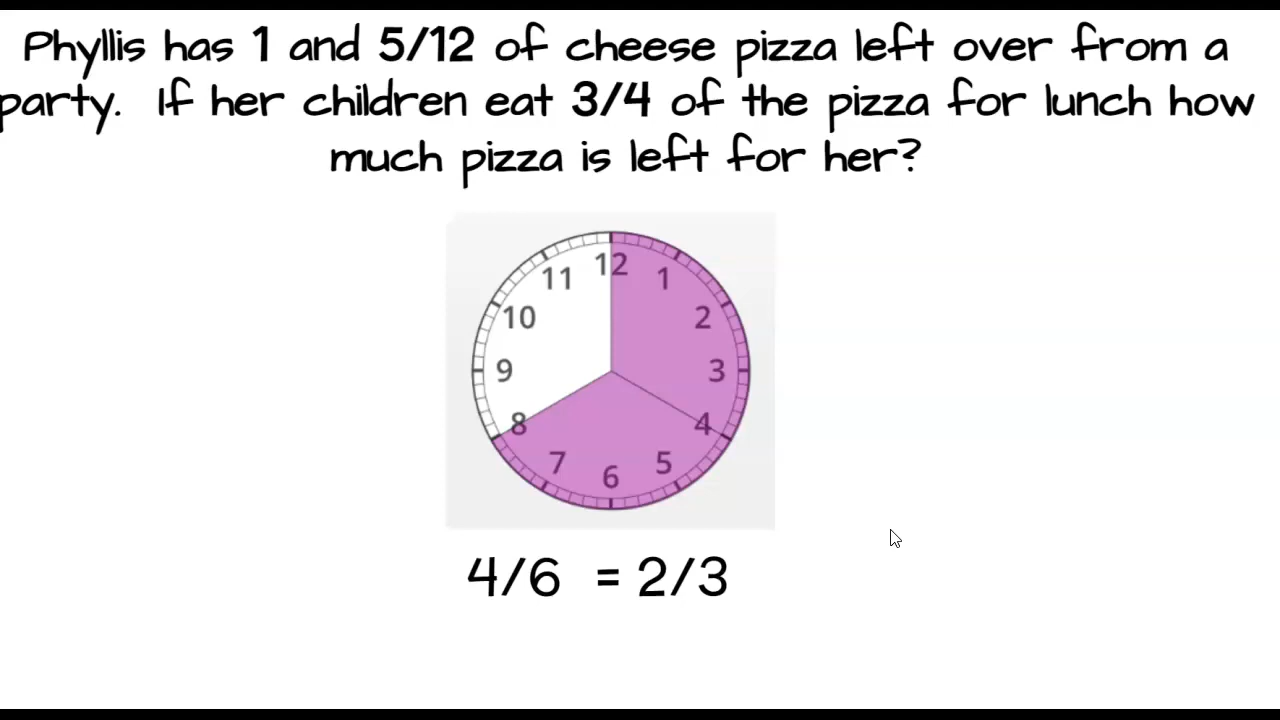 Phyllis has 1 and 5/12 of cheese pizza left over from a
party. If her children eat 3/4 of the pizza for lunch how
much pizza is left for her?
12
11 1
10 2
9 3
8 4
7 5
6
4/6 = 2/3